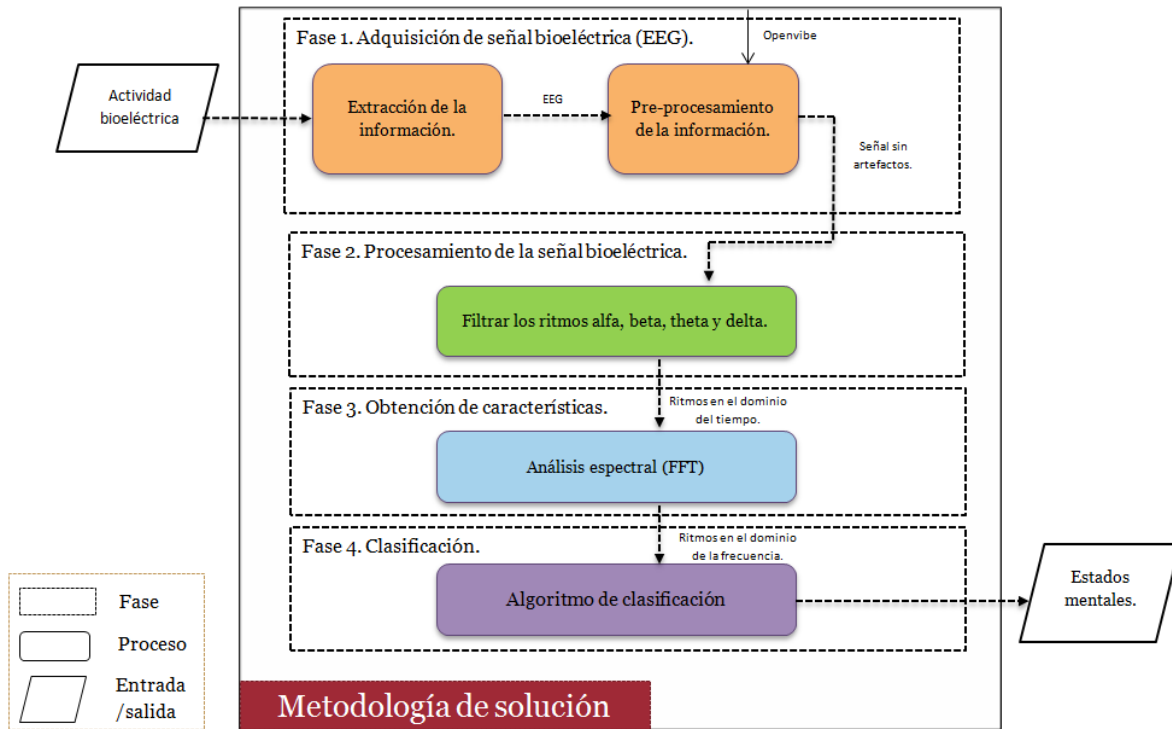 Fase 1. Adquisición de señal bioeléctrica (EEG).
Openvibe
Actividad
bioeléctrica
Extracción de la
información.
EEG
Pre-procesamiento
de la información.
Señal sin
artefactos.
Fase 2. Procesamiento de la señal bioeléctrica.
Filtrar los ritmos alfa, beta, theta y delta.
Ritmos en el dominio
del tiempo.
Fase 3. Obtención de características.
Análisis espectral (FFT)
Ritmos en el dominio
de la frecuencia.
Fase 4. Clasificación.
Algoritmo de clasificación
Estados
mentales.
Fase
Proceso
Entrada
/salida
Metodología de solución